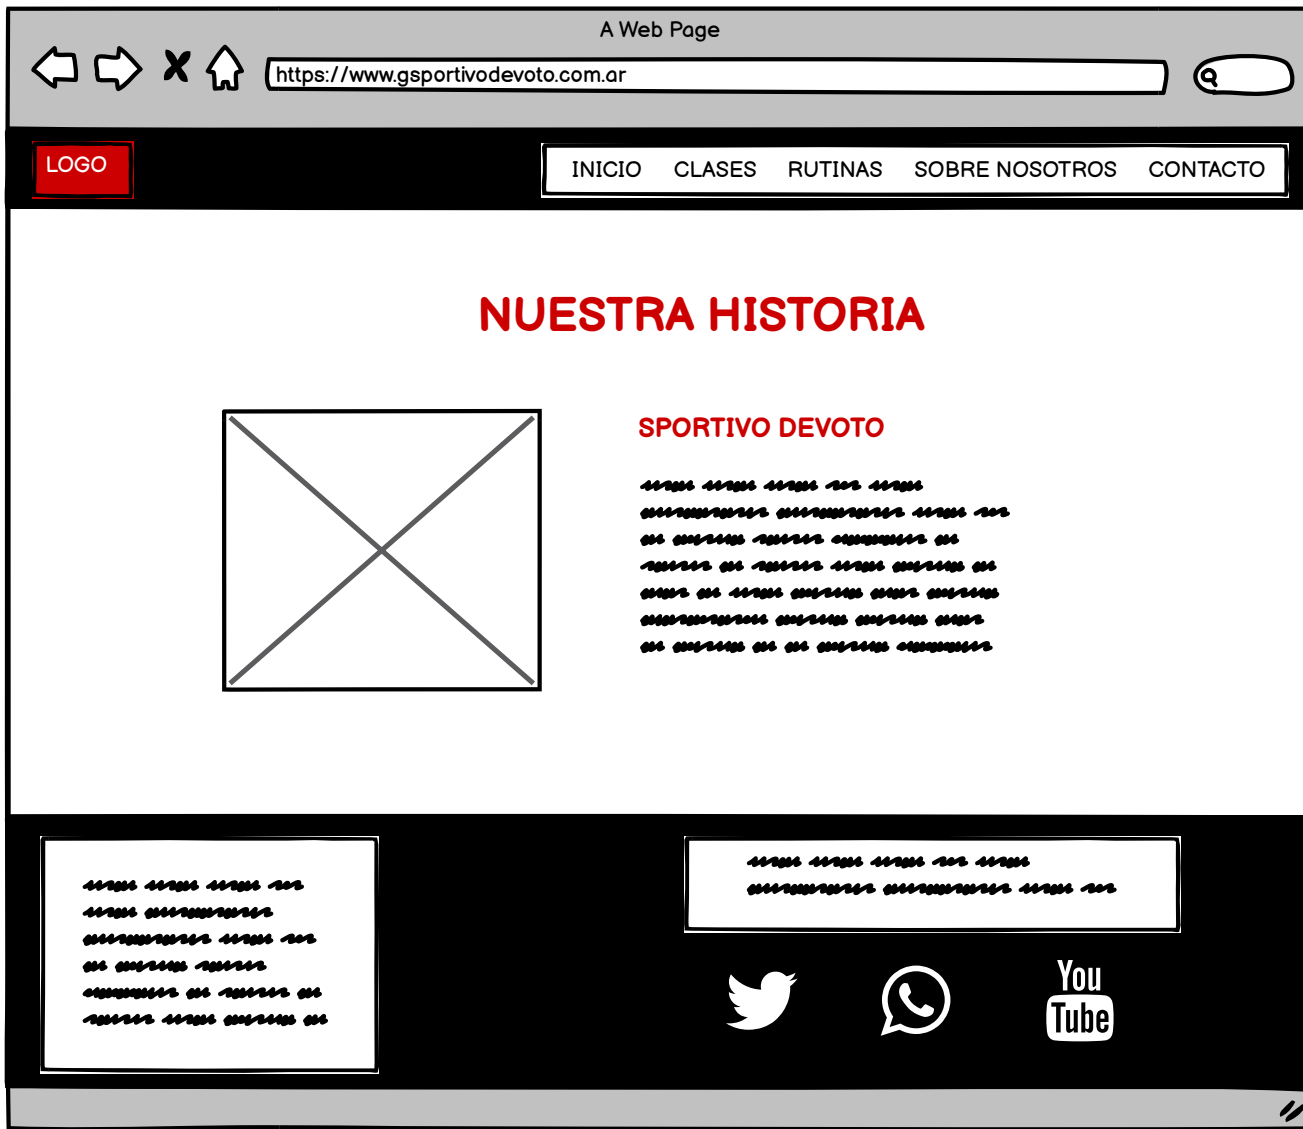 A Web Page
https://www.gsportivodevoto.com.ar
LOGO
INICIO CLASES RUTINAS SOBRE NOSOTROS CONTACTO
NUESTRA HISTORIA
SPORTIVO DEVOTO
You
Tube